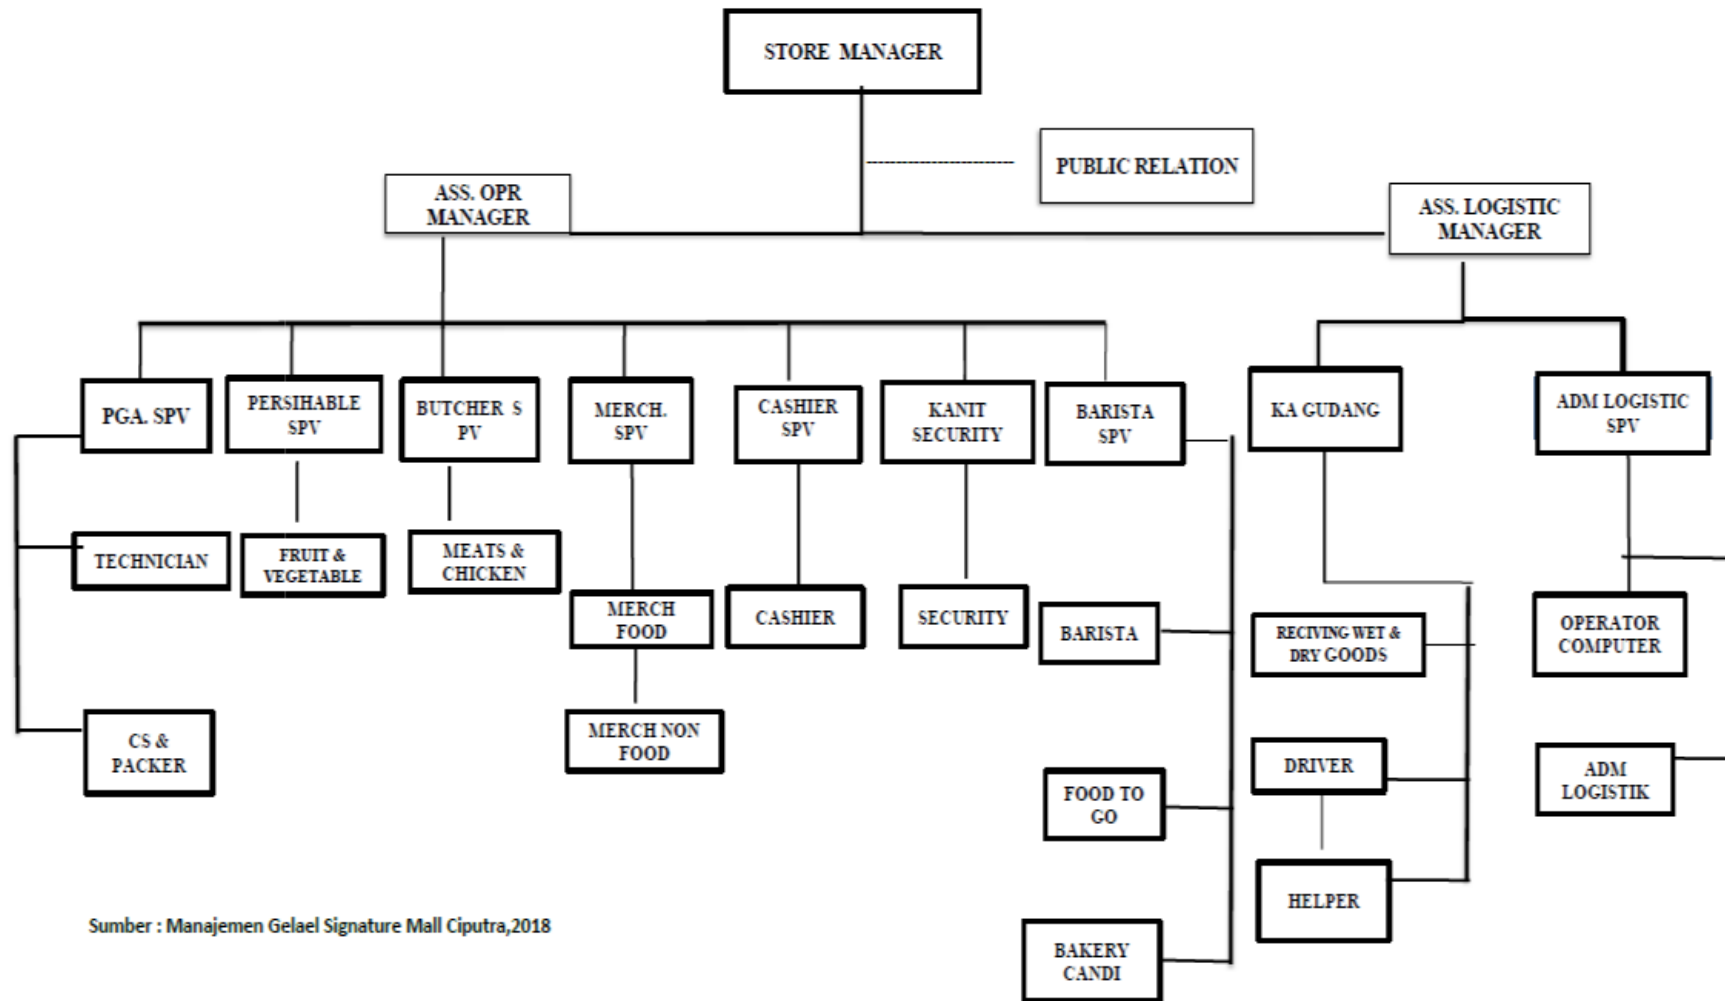 STORE MANAGER
PUBLIC RELATION
ASS. OPR
MANAGER
ASS. LOGISTIC
MANAGER
PGA. SPV
PERSIHABLE
SPV
BUTCHER S
PV
MERCH.
SPV
CASHIER
SPV
KANIT
SECURITY
BARISTA
SPV
KA GUDANG
ADM LOGISTIC
SPV
TECHNICIAN
FRUIT &
VEGETABLE
MEATS &
CHICKEN
MERCH
FOOD
CASHIER
SECURITY
BARISTA
RECIVING WET &
DRY GOODS
OPERATOR
COMPUTER
CS &
PACKER
MERCH NON
FOOD
FOOD TO
GO
DRIVER
ADM
LOGISTIK
HELPER
BAKERY
CANDI
Sumber : Manajemen Gelael Signature Mall Ciputra,2018